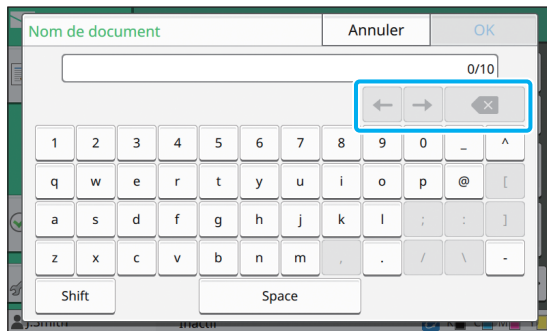 Nom de document Annuler OK
0/10
← → ×
1 2 3 4 5 6 7 8 9 0 _ ^
q w e r t y u i o p @ [
a s d f g h j k l ; : ]
z x c v b n m , . / \ -
Shift Space
J.Smith Inactif